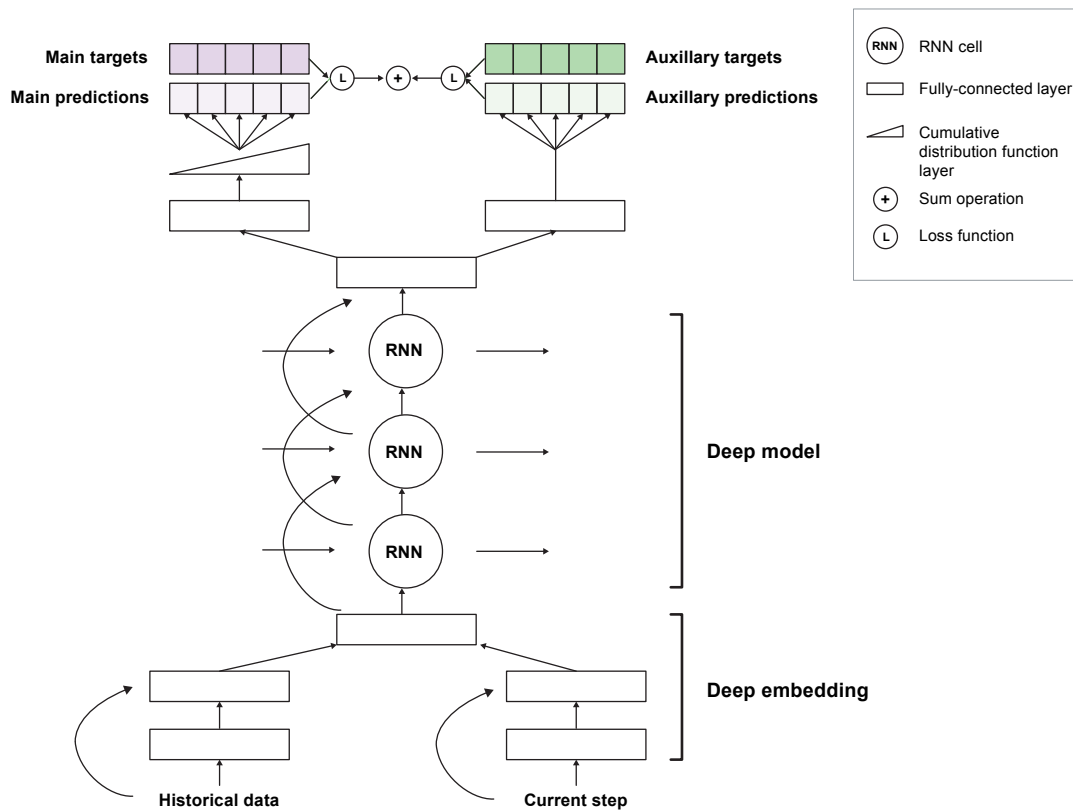 Main targets
Main predictions
L
+
L
Auxillary targets
Auxillary predictions
RNN
RNN cell
Fully-connected layer
Cumulative
distribution function
layer
+
Sum operation
L
Loss function
RNN
RNN
RNN
Deep model
Deep embedding
Historical data
Current step